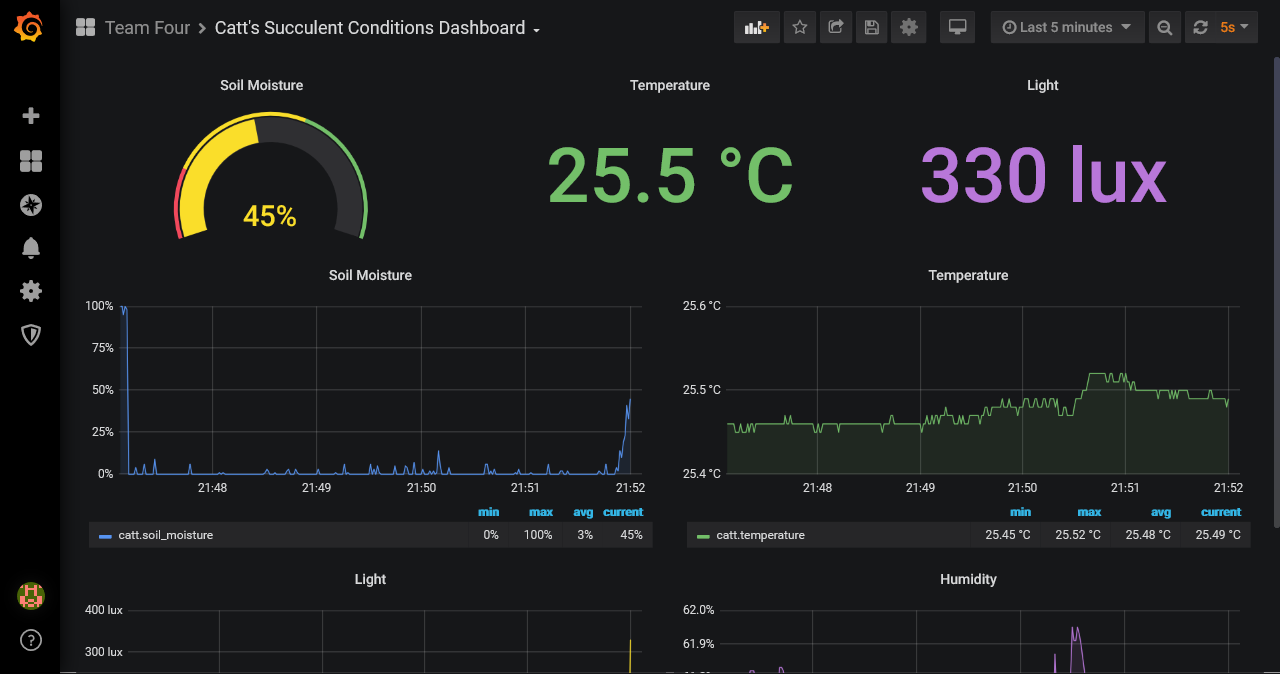 Team Four > Catt's Succulent Conditions Dashboard
Last 5 minutes
5s
Soil Moisture
Temperature
Light
45%
25.5 °C
330 lux
Soil Moisture
100%
75%
50%
25%
0%
21:48 21:49 21:50 21:51 21:52
min max avg current
catt.soil_moisture 0% 100% 3% 45%
Temperature
25.6 °C
25.5 °C
25.4 °C
21:48 21:49 21:50 21:51 21:52
min max avg current
catt.temperature 25.45 °C 25.52 °C 25.48 °C 25.49 °C
Light
400 lux
300 lux
Humidity
62.0%
61.9%